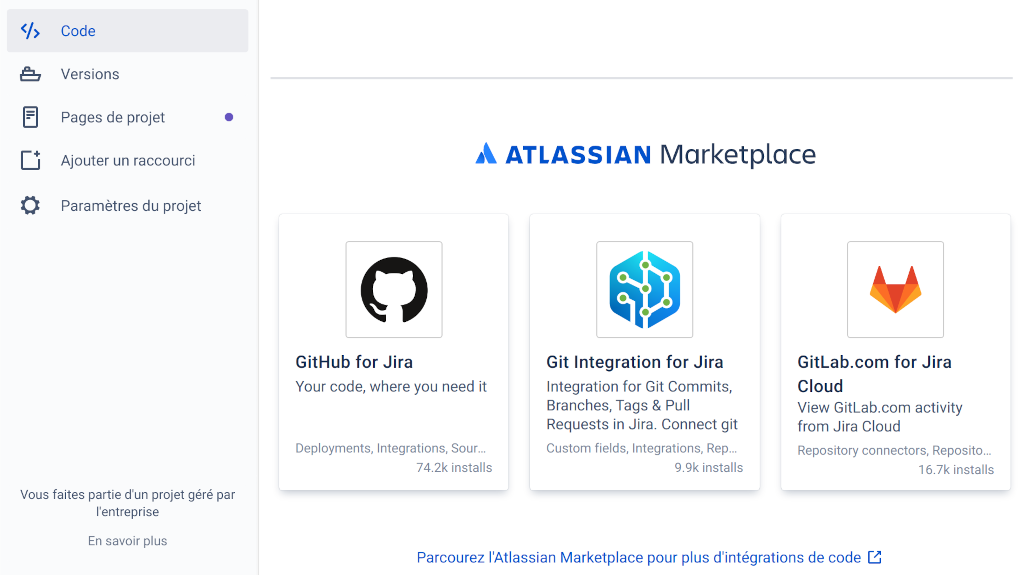 Code
Versions
Pages de projet
Ajouter un raccourci
Paramètres du projet
Vous faites partie d'un projet géré par
l'entreprise
En savoir plus
ATLASSIAN Marketplace
GitHub for Jira
Your code, where you need it
Deployments, Integrations, Sour...
74.2k installs
Git Integration for Jira
Integration for Git Commits,
Branches, Tags & Pull
Requests in Jira. Connect git
Custom fields, Integrations, Rep...
9.9k installs
GitLab.com for Jira
Cloud
View GitLab.com activity
from Jira Cloud
Repository connectors, Reposito...
16.7k installs
Parcourez l'Atlassian Marketplace pour plus d'intégrations de code